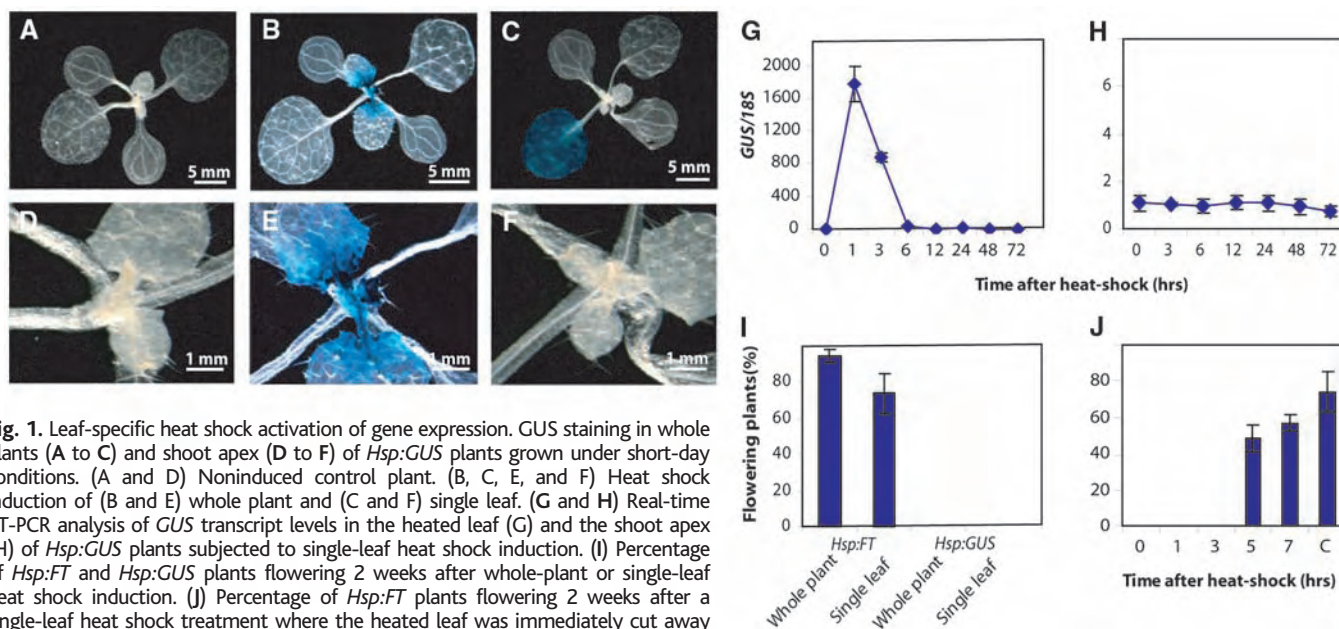 A
B
C
5 mm
5 mm
5 mm
D
E
F
1 mm
1 mm
1 mm
G
GUS/18S
2000
1600
1200
800
400
0
0 1 3 6 12 24 48 72
H
6
4
2
0
0 3 6 12 24 48 72
Time after heat-shock (hrs)
I
Flowering plants(%)
80
60
40
20
0
Hsp:FT Hsp:GUS
Whole plant
Single leaf
Whole plant
Single leaf
J
80
60
40
20
0
0 1 3 5 7 C
Time after heat-shock (hrs)
ig. 1. Leaf-specific heat shock activation of gene expression. GUS staining in whole
lants (A to C) and shoot apex (D to F) of Hsp:GUS plants grown under short-day
onditions. (A and D) Noninduced control plant. (B, C, E, and F) Heat shock
nduction of (B and E) whole plant and (C and F) single leaf. (G and H) Real-time
T-PCR analysis of GUS transcript levels in the heated leaf (G) and the shoot apex
H) of Hsp:GUS plants subjected to single-leaf heat shock induction. (I) Percentage
f Hsp:FT and Hsp:GUS plants flowering 2 weeks after whole-plant or single-leaf
eat shock induction. (J) Percentage of Hsp:FT plants flowering 2 weeks after a
ingle-leaf heat shock treatment where the heated leaf was immediately cut away